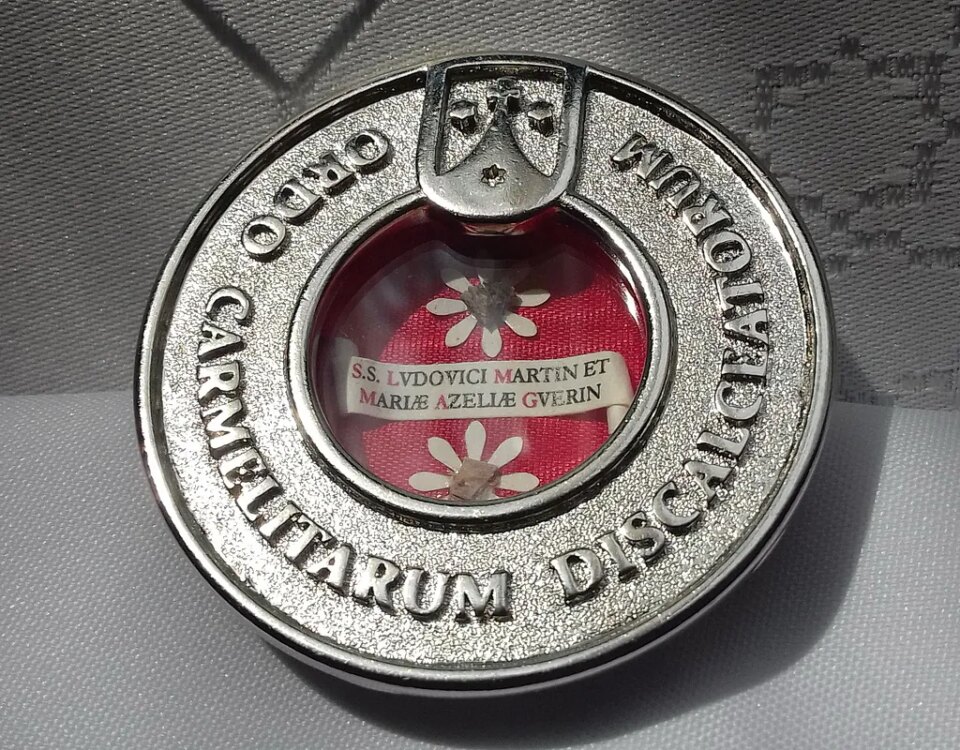 ORDO CARMELITARUM DISCALCEATORUM
S.S. LVDOVICI MARTIN ET
MARIÆ AZELIÆ GVERIN